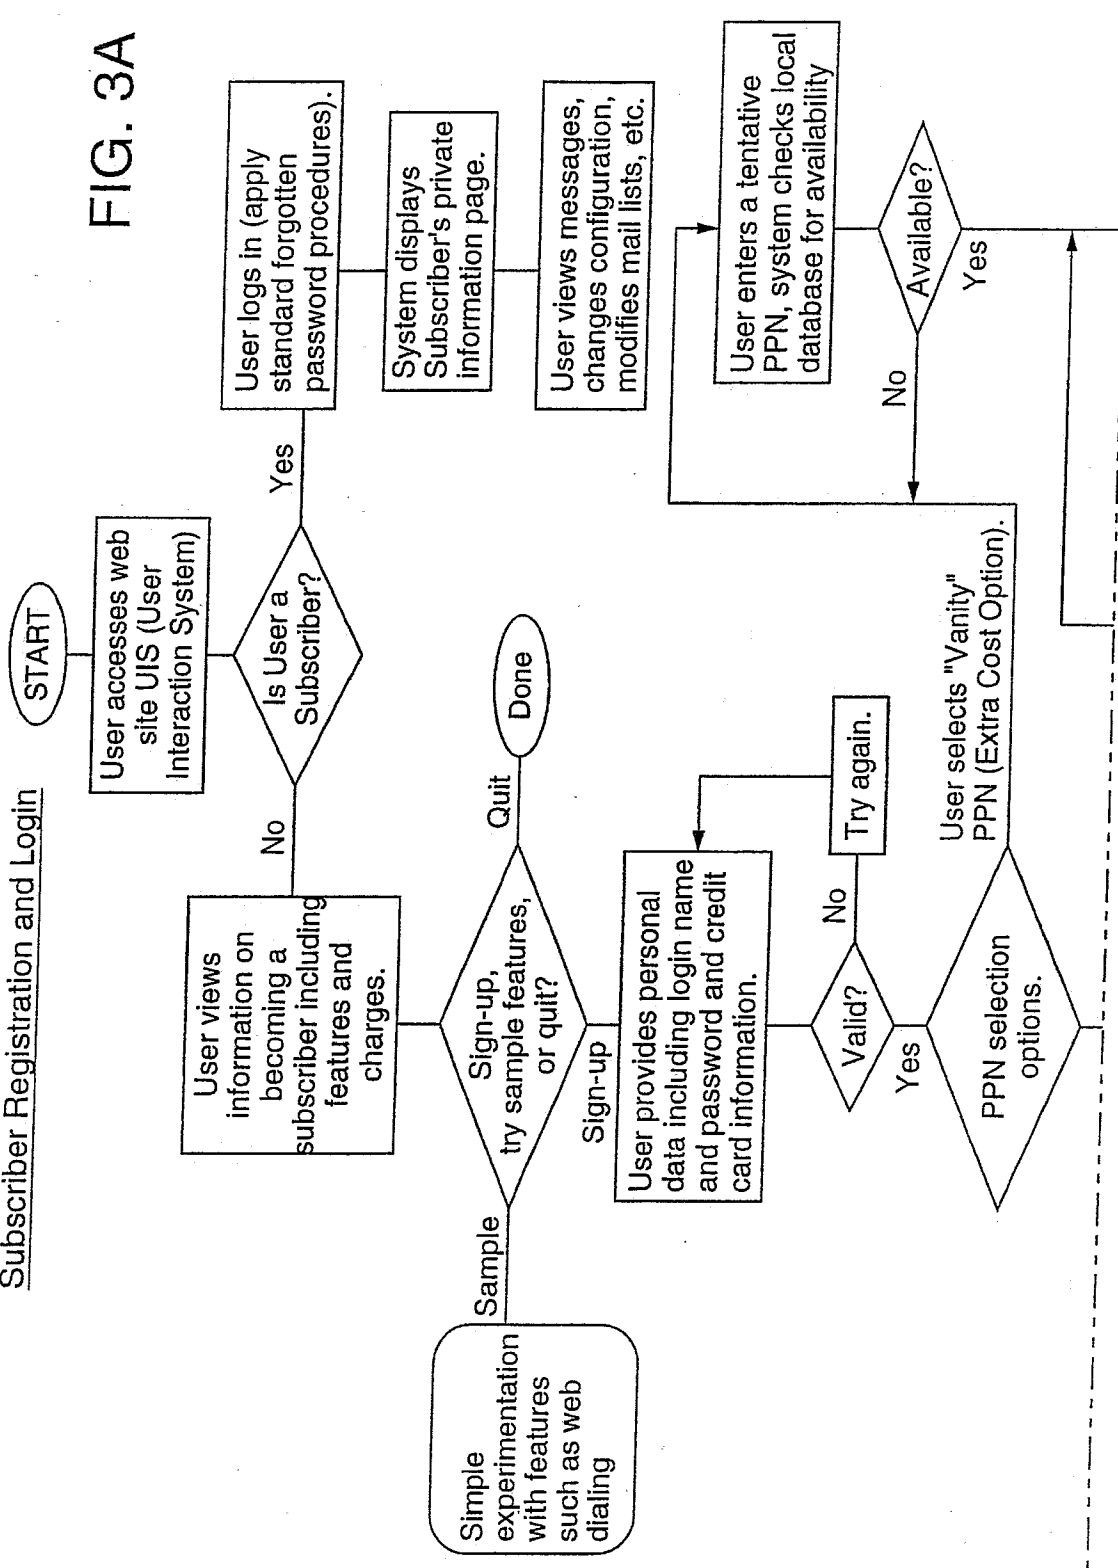 Subscriber Registration and Login
FIG. 3A
START
User accesses web
site UIS (User
Interaction System)
Is User a
Subscriber?
No
Yes
User logs in (apply
standard forgotten
password procedures).
System displays
Subscriber's private
information page.
User views messages,
changes configuration,
modifies mail lists, etc.
User views
information on
becoming a
subscriber including
features and
charges.
Sign-up,
try sample features,
or quit?
Sample
Quit
Done
Simple
experimentation
with features
such as web
dialing
Sign-up
User provides personal
data including login name
and password and credit
card information.
Valid?
No
Try again.
Yes
PPN selection
options.
User selects "Vanity"
PPN (Extra Cost Option).
User enters a tentative
PPN, system checks local
database for availability
Available?
No
Yes